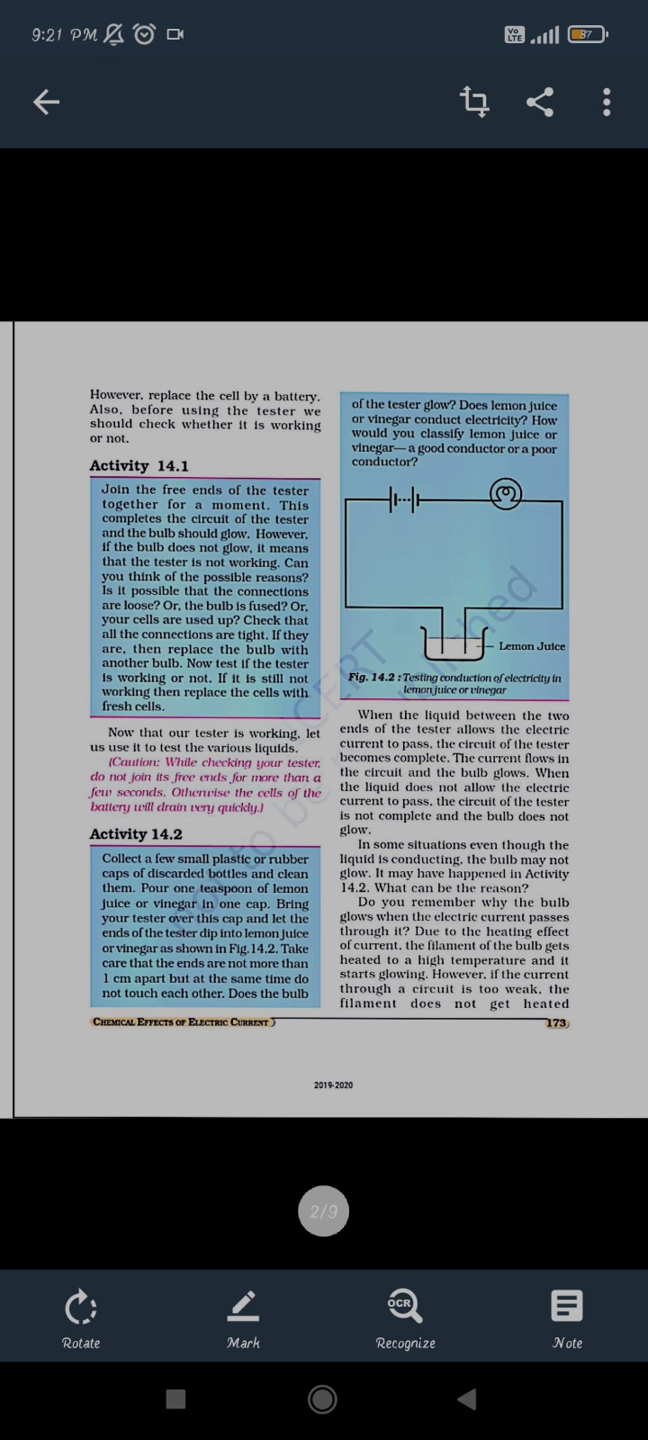 9:21 PM
Vo
LTE
37
However, replace the cell by a battery.
Also, before using the tester we
should check whether it is working
or not.
Activity 14.1
Join the free ends of the tester
together for a moment. This
completes the circuit of the tester
and the bulb should glow. However,
if the bulb does not glow, it means
that the tester is not working. Can
you think of the possible reasons?
Is it possible that the connections
are loose? Or, the bulb is fused? Or,
your cells are used up? Check that
all the connections are tight. If they
are, then replace the bulb with
another bulb. Now test if the tester
is working or not. If it is still not
working then replace the cells with
fresh cells.
Now that our tester is working, let
us use it to test the various liquids.
(Caution: While checking your tester,
do not join its free ends for more than a
few seconds. Otherwise the cells of the
battery will drain very quickly.)
Activity 14.2
Collect a few small plastic or rubber
caps of discarded bottles and clean
them. Pour one teaspoon of lemon
juice or vinegar in one cap. Bring
your tester over this cap and let the
ends of the tester dip into lemon juice
or vinegar as shown in Fig.14.2. Take
care that the ends are not more than
1 cm apart but at the same time do
not touch each other. Does the bulb
of the tester glow? Does lemon juice
or vinegar conduct electricity? How
would you classify lemon juice or
vinegar— a good conductor or a poor
conductor?
Lemon Juice
Fig. 14.2 : Testing conduction of electricity in
lemon juice or vinegar
When the liquid between the two
ends of the tester allows the electric
current to pass, the circuit of the tester
becomes complete. The current flows in
the circuit and the bulb glows. When
the liquid does not allow the electric
current to pass, the circuit of the tester
is not complete and the bulb does not
glow.
In some situations even though the
liquid is conducting, the bulb may not
glow. It may have happened in Activity
14.2. What can be the reason?
Do you remember why the bulb
glows when the electric current passes
through it? Due to the heating effect
of current, the filament of the bulb gets
heated to a high temperature and it
starts glowing. However, if the current
through a circuit is too weak, the
filament does not get heated
CHEMICAL EFFECTS OF ELECTRIC CURRENT
173
2019-2020
2/9
OCR
Rotate
Mark
Recognize
Note